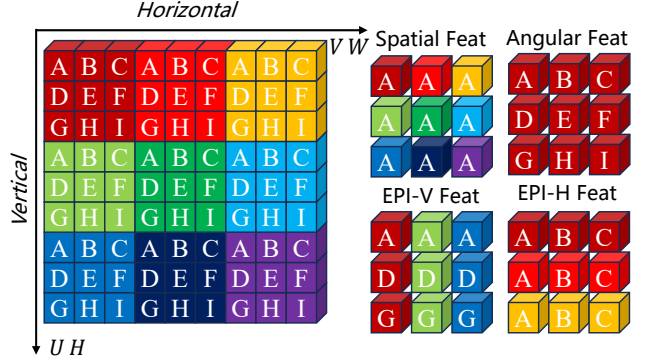 Horizontal
V W
Vertical
U H
A B C A B C A B C
D E F D E F D E F
G H I G H I G H I
A B C A B C A B C
D E F D E F D E F
G H I G H I G H I
A B C A B C A B C
D E F D E F D E F
G H I G H I G H I
Spatial Feat
A A A
A A A
A A A
Angular Feat
A B C
D E F
G H I
EPI-V Feat
A A A
D D D
G G G
EPI-H Feat
A B C
A B C
A B C